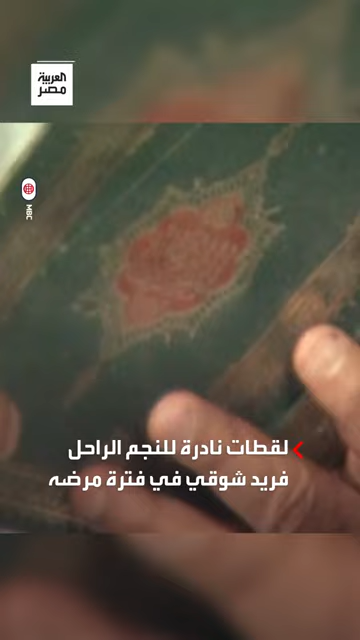 العربية
مصر
MBC
لقطات نادرة للنجم الراحل
فريد شوقي في فترة مرضه